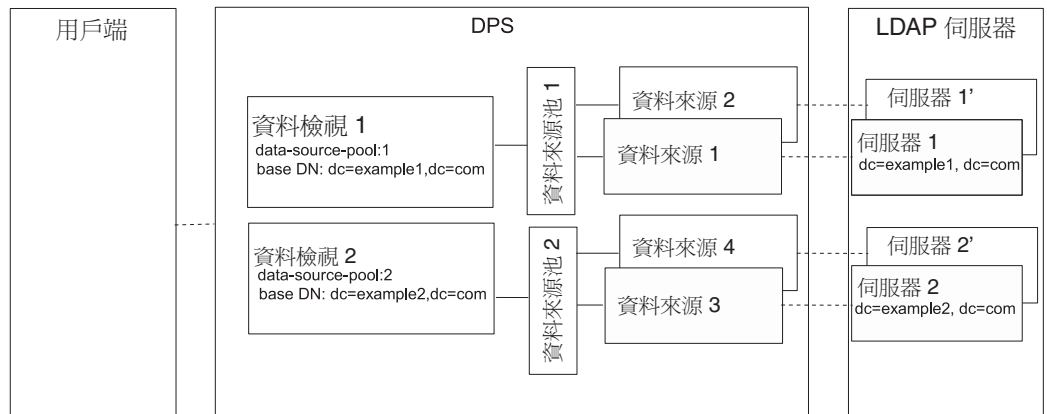 用戶端
DPS
LDAP 伺服器
資料檢視 1
data-source-pool:1
base DN: dc=example1,dc=com
資料來源池 1
資料來源 2
資料來源 1
伺服器 1’
伺服器 1
dc=example1, dc=com
資料檢視 2
data-source-pool:2
base DN: dc=example2,dc=com
資料來源池 2
資料來源 4
資料來源 3
伺服器 2’
伺服器 2
dc=example2, dc=com